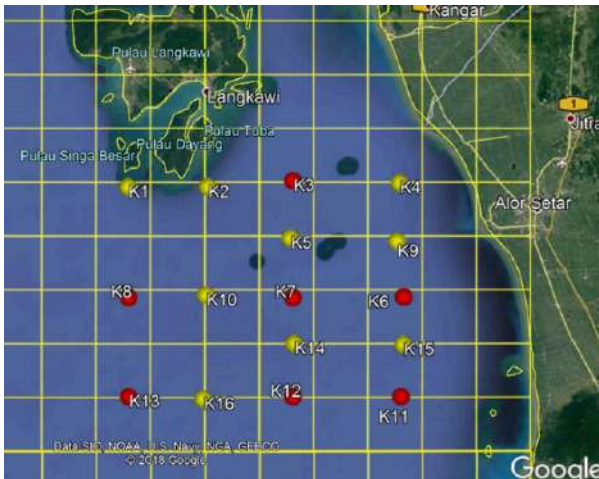 Kangar
Pulau Langkawi
Langkawi
1
Jitra
Pulau Tuba
Pulau Dayang
Pulau Singa Besar
K1
K2
K3
K4
Alor Setar
K5
K9
K8
K10
K7
K6
K14
K15
K13
K16
K12
K11
Data SIO, NOAA, U.S. Navy, NGA, GEBCO
© 2018 Google
Google